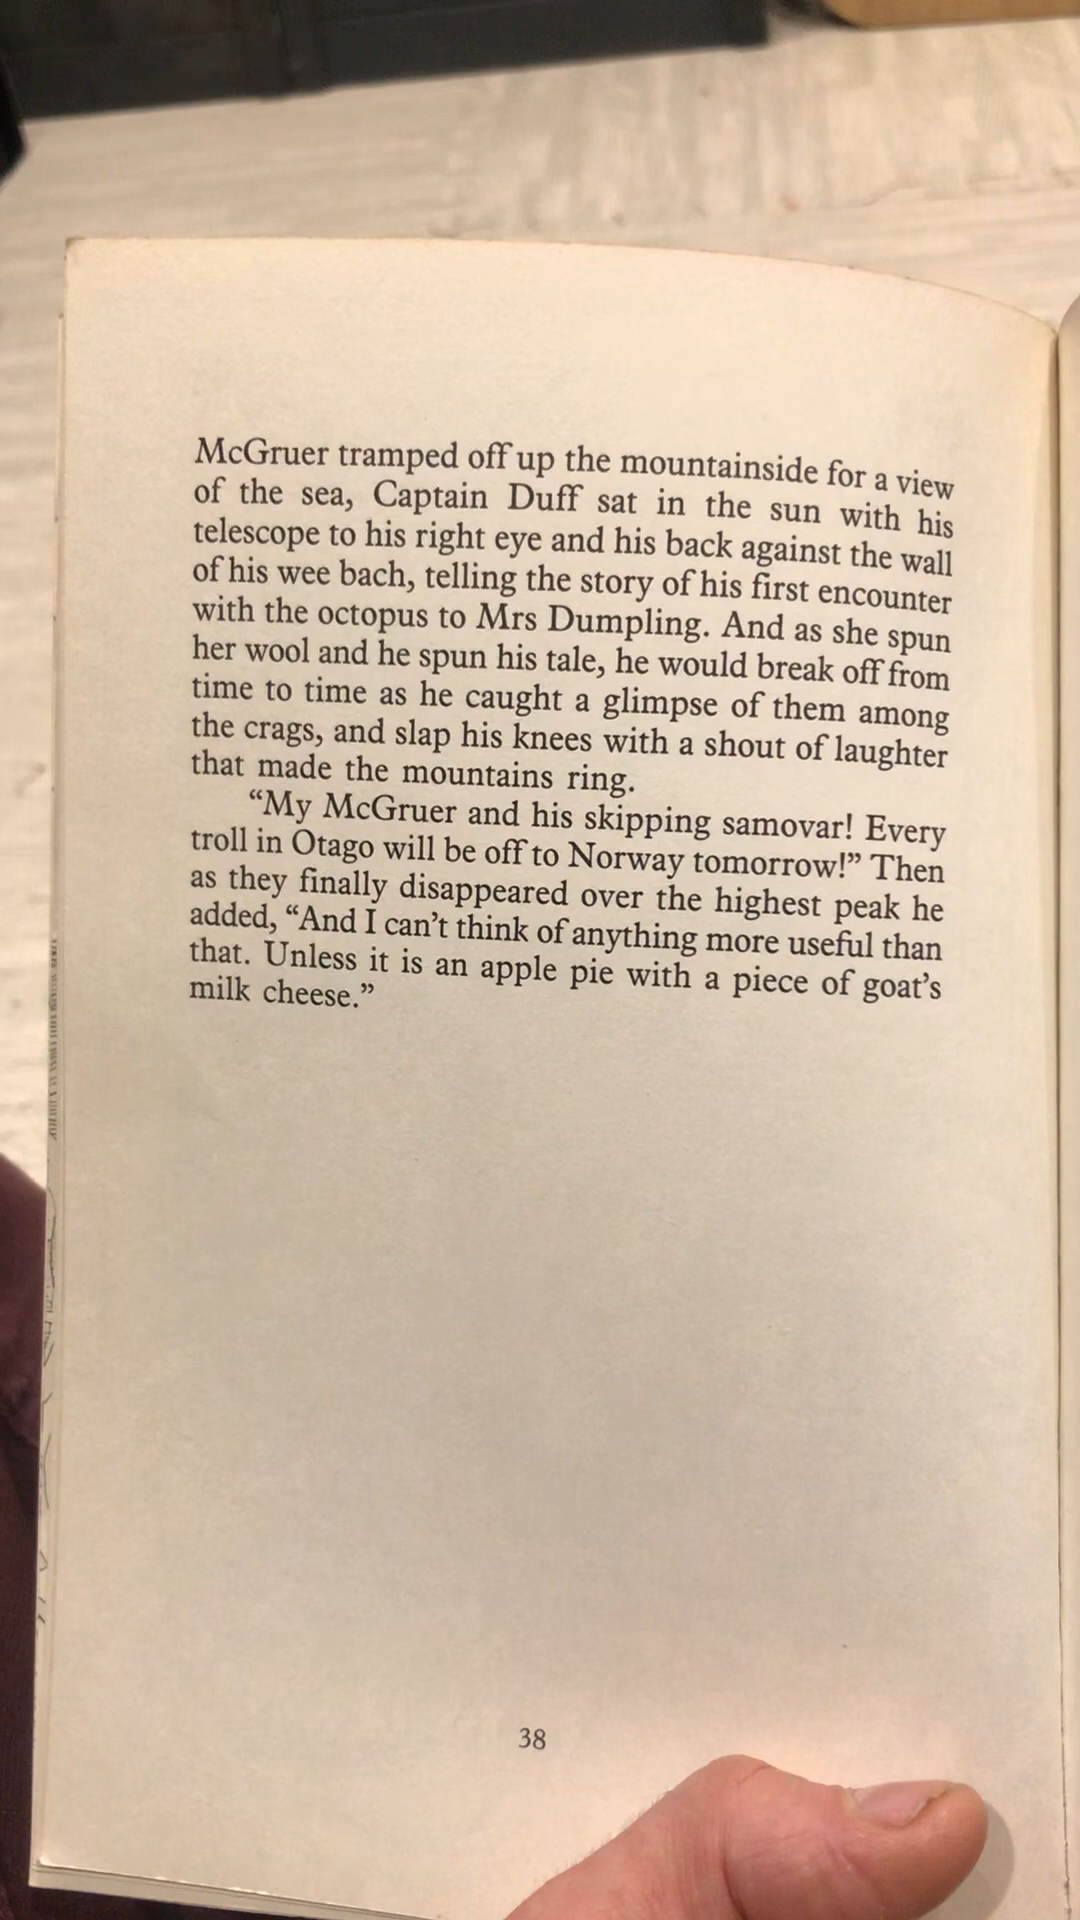 McGruer tramped off up the mountainside for a view
of the sea, Captain Duff sat in the sun with his
telescope to his right eye and his back against the wall
of his wee bach, telling the story of his first encounter
with the octopus to Mrs Dumpling. And as she spun
her wool and he spun his tale, he would break off from
time to time as he caught a glimpse of them among
the crags, and slap his knees with a shout of laughter
that made the mountains ring.
“My McGruer and his skipping samovar! Every
troll in Otago will be off to Norway tomorrow!” Then
as they finally disappeared over the highest peak he
added, “And I can’t think of anything more useful than
that. Unless it is an apple pie with a piece of goat’s
milk cheese.”
38